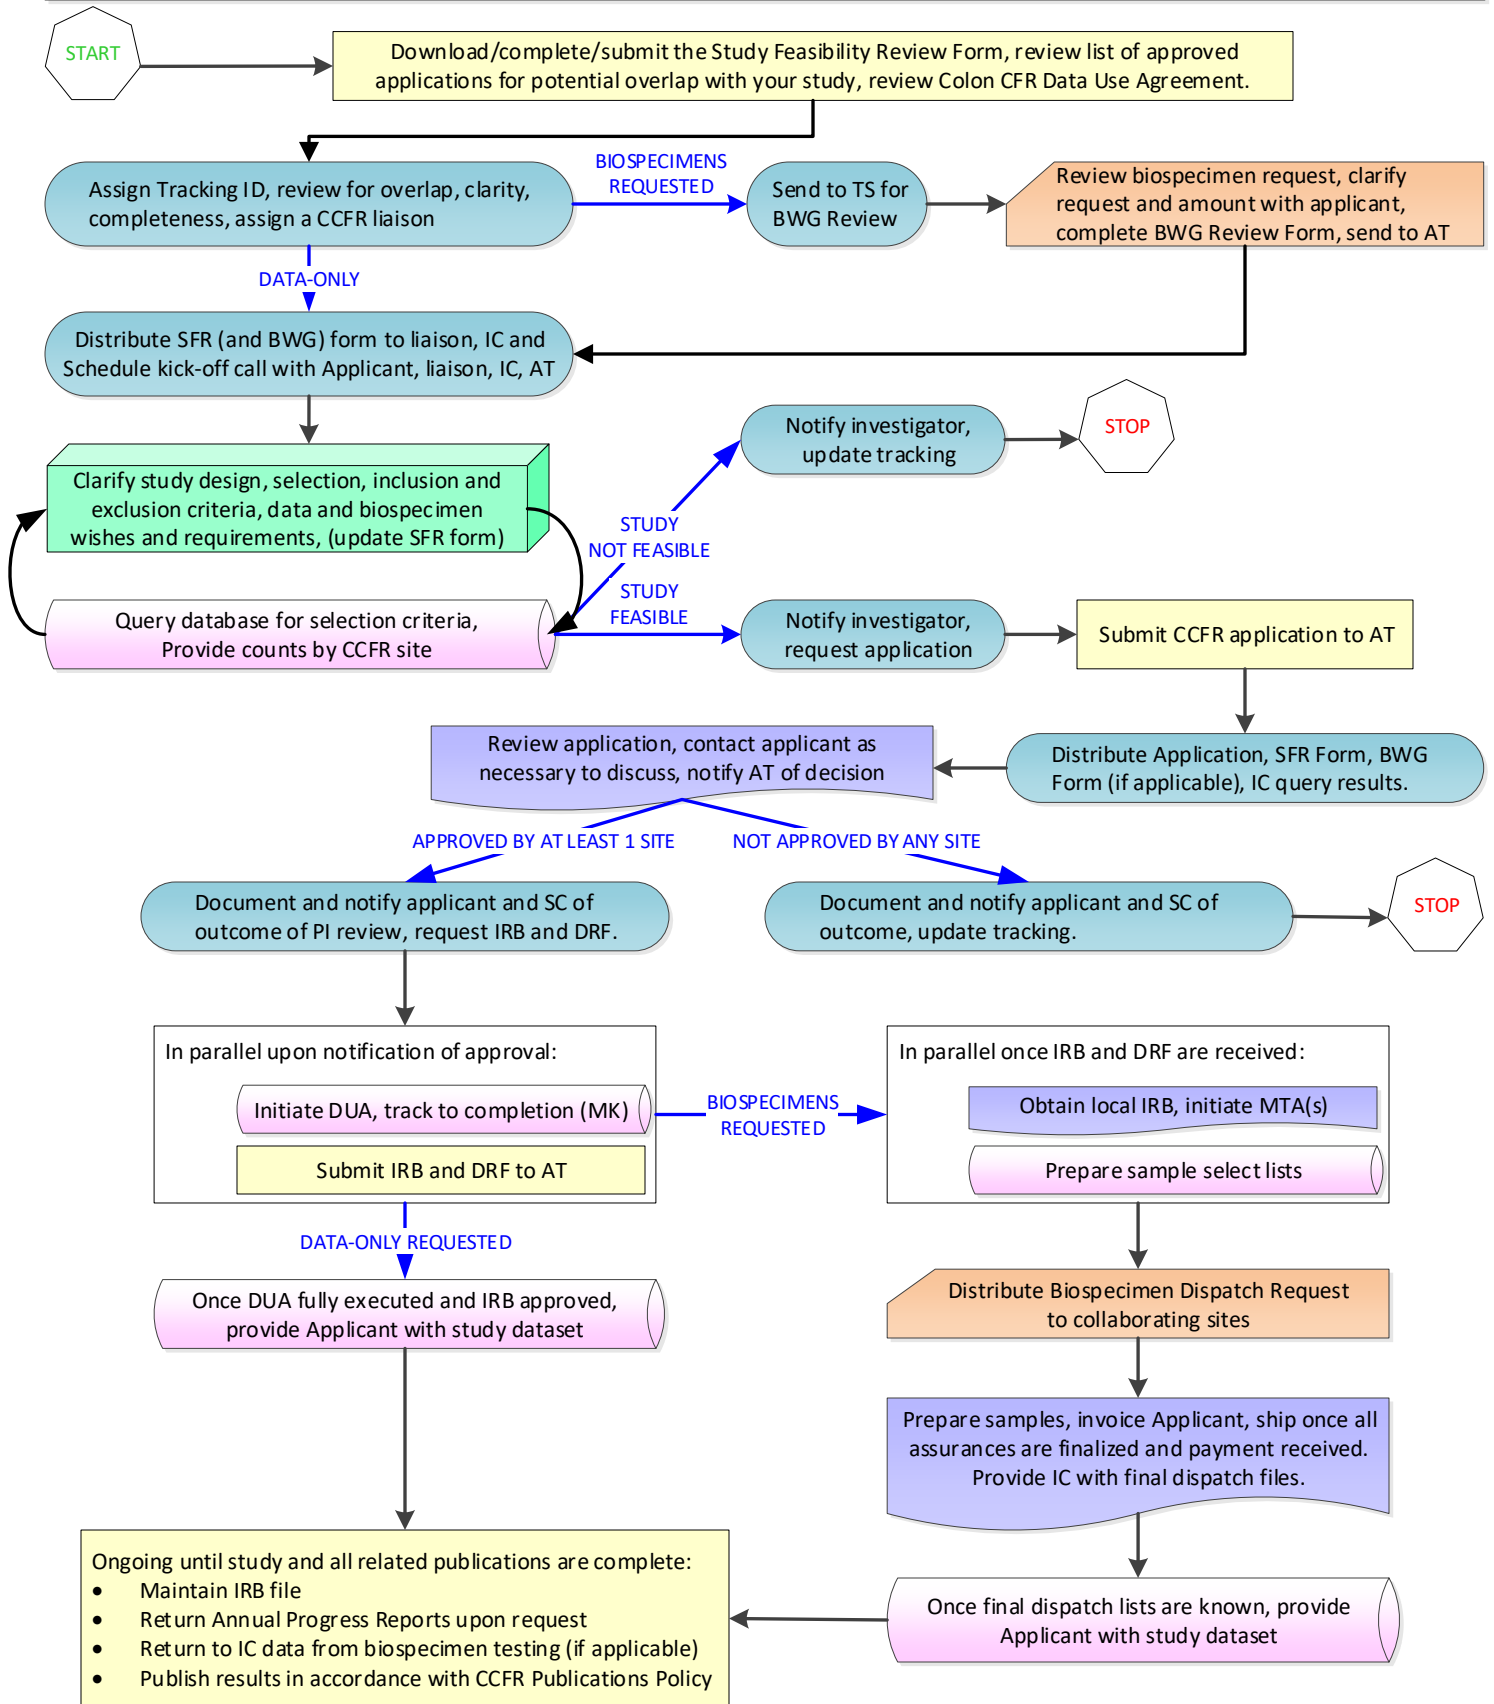 START
Download/complete/submit the Study Feasibility Review Form, review list of approved
applications for potential overlap with your study, review Colon CFR Data Use Agreement.
Assign Tracking ID, review for overlap, clarity,
completeness, assign a CCFR liaison
BIOSPECIMENS
REQUESTED
Send to TS for
BWG Review
Review biospecimen request, clarify
request and amount with applicant,
complete BWG Review Form, send to AT
DATA-ONLY
Distribute SFR (and BWG) form to liaison, IC and
Schedule kick-off call with Applicant, liaison, IC, AT
Clarify study design, selection, inclusion and
exclusion criteria, data and biospecimen
wishes and requirements, (update SFR form)
Notify investigator,
update tracking
STOP
STUDY
NOT FEASIBLE
STUDY
FEASIBLE
Query database for selection criteria,
Provide counts by CCFR site
Notify investigator,
request application
Submit CCFR application to AT
Review application, contact applicant as
necessary to discuss, notify AT of decision
Distribute Application, SFR Form, BWG
Form (if applicable), IC query results.
APPROVED BY AT LEAST 1 SITE
NOT APPROVED BY ANY SITE
Document and notify applicant and SC of
outcome of PI review, request IRB and DRF.
Document and notify applicant and SC of
outcome, update tracking.
STOP
In parallel upon notification of approval:
Initiate DUA, track to completion (MK)
Submit IRB and DRF to AT
BIOSPECIMENS
REQUESTED
In parallel once IRB and DRF are received:
Obtain local IRB, initiate MTA(s)
Prepare sample select lists
DATA-ONLY REQUESTED
Once DUA fully executed and IRB approved,
provide Applicant with study dataset
Distribute Biospecimen Dispatch Request
to collaborating sites
Prepare samples, invoice Applicant, ship once all
assurances are finalized and payment received.
Provide IC with final dispatch files.
Once final dispatch lists are known, provide
Applicant with study dataset
Ongoing until study and all related publications are complete:
• Maintain IRB file
• Return Annual Progress Reports upon request
• Return to IC data from biospecimen testing (if applicable)
• Publish results in accordance with CCFR Publications Policy